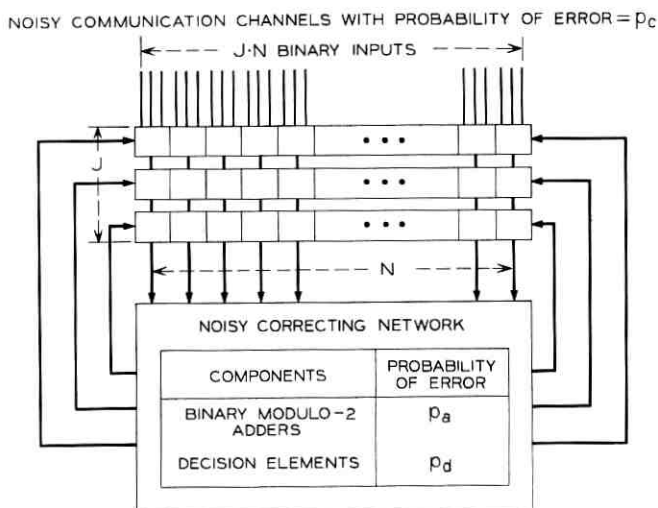 NOISY COMMUNICATION CHANNELS WITH PROBABILITY OF ERROR = pc
J·N BINARY INPUTS
J
N
NOISY CORRECTING NETWORK
COMPONENTS
PROBABILITY OF ERROR
BINARY MODULO-2 ADDERS
pa
DECISION ELEMENTS
pd